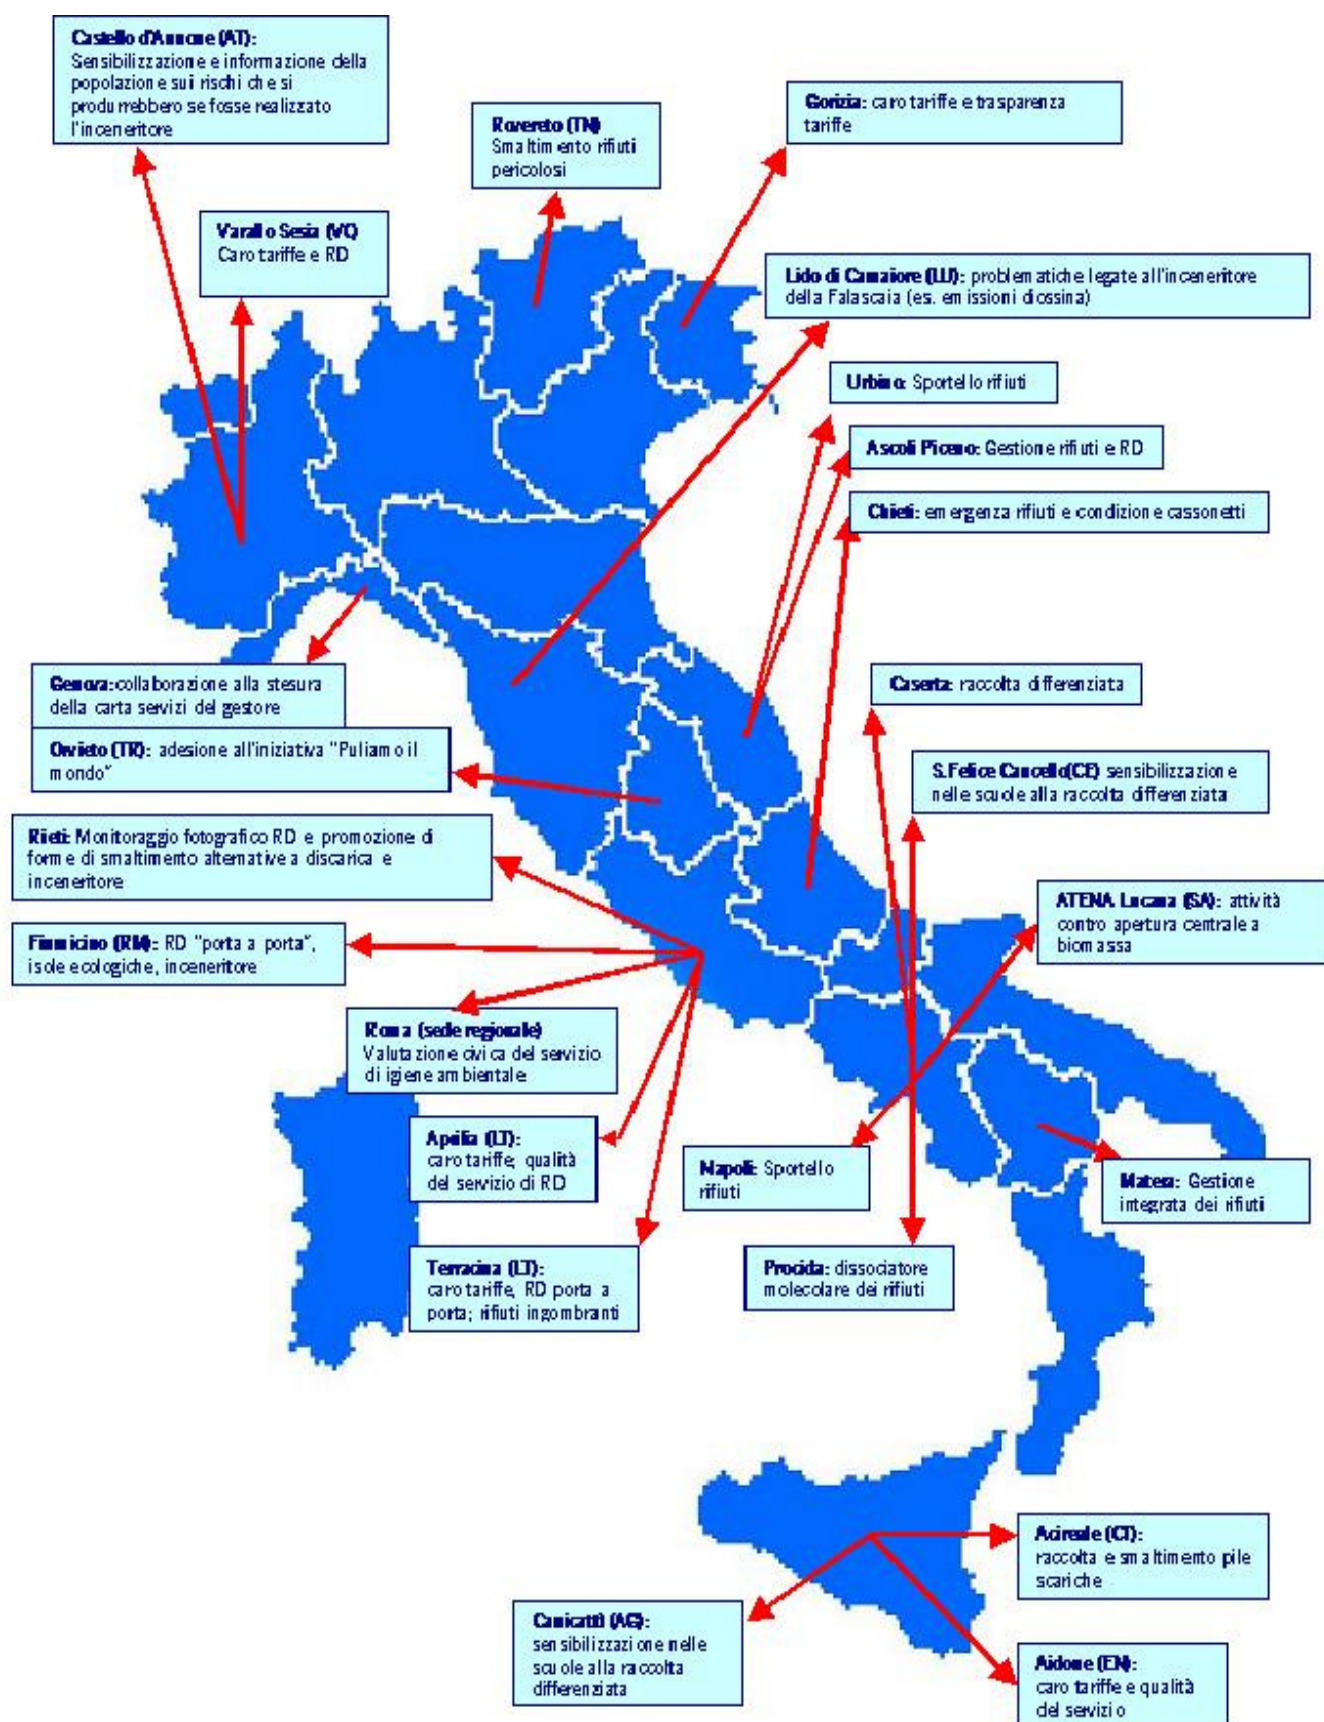 Castello d'Annone (AT):
Sensibilizzazione e informazione della
popolazione sui rischi che si
produrrebbero se fosse realizzato
l'inceneritore
Rovereto (TN)
Smaltimento rifiuti
pericolosi
Gorizia: caro tariffe e trasparenza
tariffe
Varallo Sesia (VC)
Caro tariffe e RD
Lido di Camaiore (LU): problematiche legate all'inceneritore
della Falascaia (es. emissioni diossina)
Urbino: Sportello rifiuti
Ascoli Piceno: Gestione rifiuti e RD
Chieti: emergenza rifiuti e condizione cassonetti
Genova: collaborazione alla stesura
della carta servizi del gestore
Caserta: raccolta differenziata
Orvieto (TR): adesione all'iniziativa "Puliamo il
mondo"
S.Felice Cancello(CE) sensibilizzazione
nelle scuole alla raccolta differenziata
Rieti: Monitoraggio fotografico RD e promozione di
forme di smaltimento alternative a discarica e
inceneritore
ATENA Lucana (SA): attività
contro apertura centrale a
biomassa
Fiumicino (RM): RD "porta a porta",
isole ecologiche, inceneritore
Roma (sede regionale)
Valutazione civica del servizio
di igiene ambientale
Aprilia (LT):
caro tariffe, qualità
del servizio di RD
Napoli: Sportello
rifiuti
Matera: Gestione
integrata dei rifiuti
Terracina (LT):
caro tariffe, RD porta a
porta; rifiuti ingombranti
Procida: dissociatore
molecolare dei rifiuti
Acireale (CT):
raccolta e smaltimento pile
scariche
Canicattì (AG):
sensibilizzazione nelle
scuole alla raccolta
differenziata
Aidone (EN):
caro tariffe e qualità
del servizio